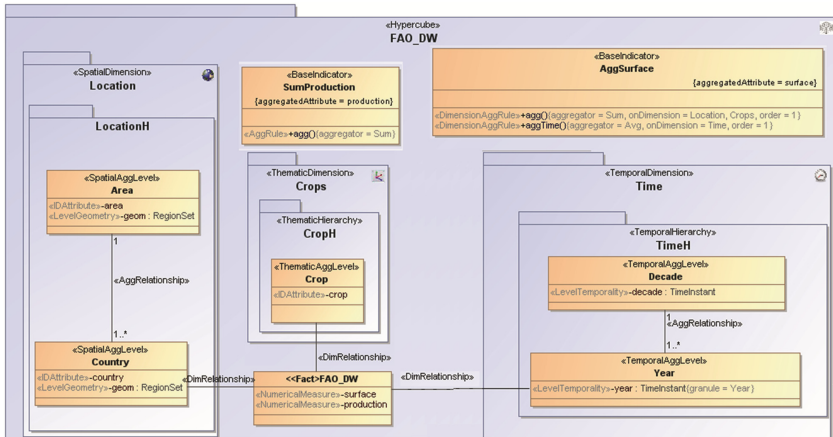 «Hypercube»
FAO_DW
«SpatialDimension»
Location
LocationH
«SpatialAggLevel»
Area
«IDAttribute»-area
«LevelGeometry»-geom : RegionSet
1
«AggRelationship»
1..*
«SpatialAggLevel»
Country
«IDAttribute»-country
«LevelGeometry»-geom : RegionSet
«DimRelationship»
«BaseIndicator»
SumProduction
{aggregatedAttribute = production}
«AggRule»+agg(){aggregator = Sum}
«BaseIndicator»
AggSurface
{aggregatedAttribute = surface}
«DimensionAggRule»+agg(){aggregator = Sum, onDimension = Location, Crops, order = 1}
«DimensionAggRule»+aggTime(){aggregator = Avg, onDimension = Time, order = 1}
«ThematicDimension»
Crops
«ThematicHierarchy»
CropH
«ThematicAggLevel»
Crop
«IDAttribute»-crop
«DimRelationship»
<<Fact>FAO_DW
«NumericalMeasure»-surface
«NumericalMeasure»-production
«DimRelationship»
«TemporalDimension»
Time
«TemporalHierarchy»
TimeH
«TemporalAggLevel»
Decade
«LevelTemporality»-decade : TimeInstant
1
«AggRelationship»
1..*
«TemporalAggLevel»
Year
«LevelTemporality»-year : TimeInstant{granule = Year}